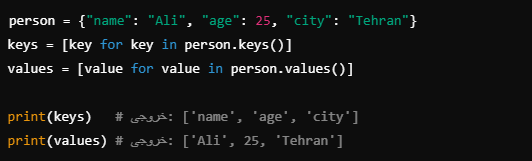 person = {"name": "Ali", "age": 25, "city": "Tehran"}
keys = [key for key in person.keys()]
values = [value for value in person.values()]
print(keys)   # خروجی: ['name', 'age', 'city']
print(values) # خروجی: ['Ali', 25, 'Tehran']